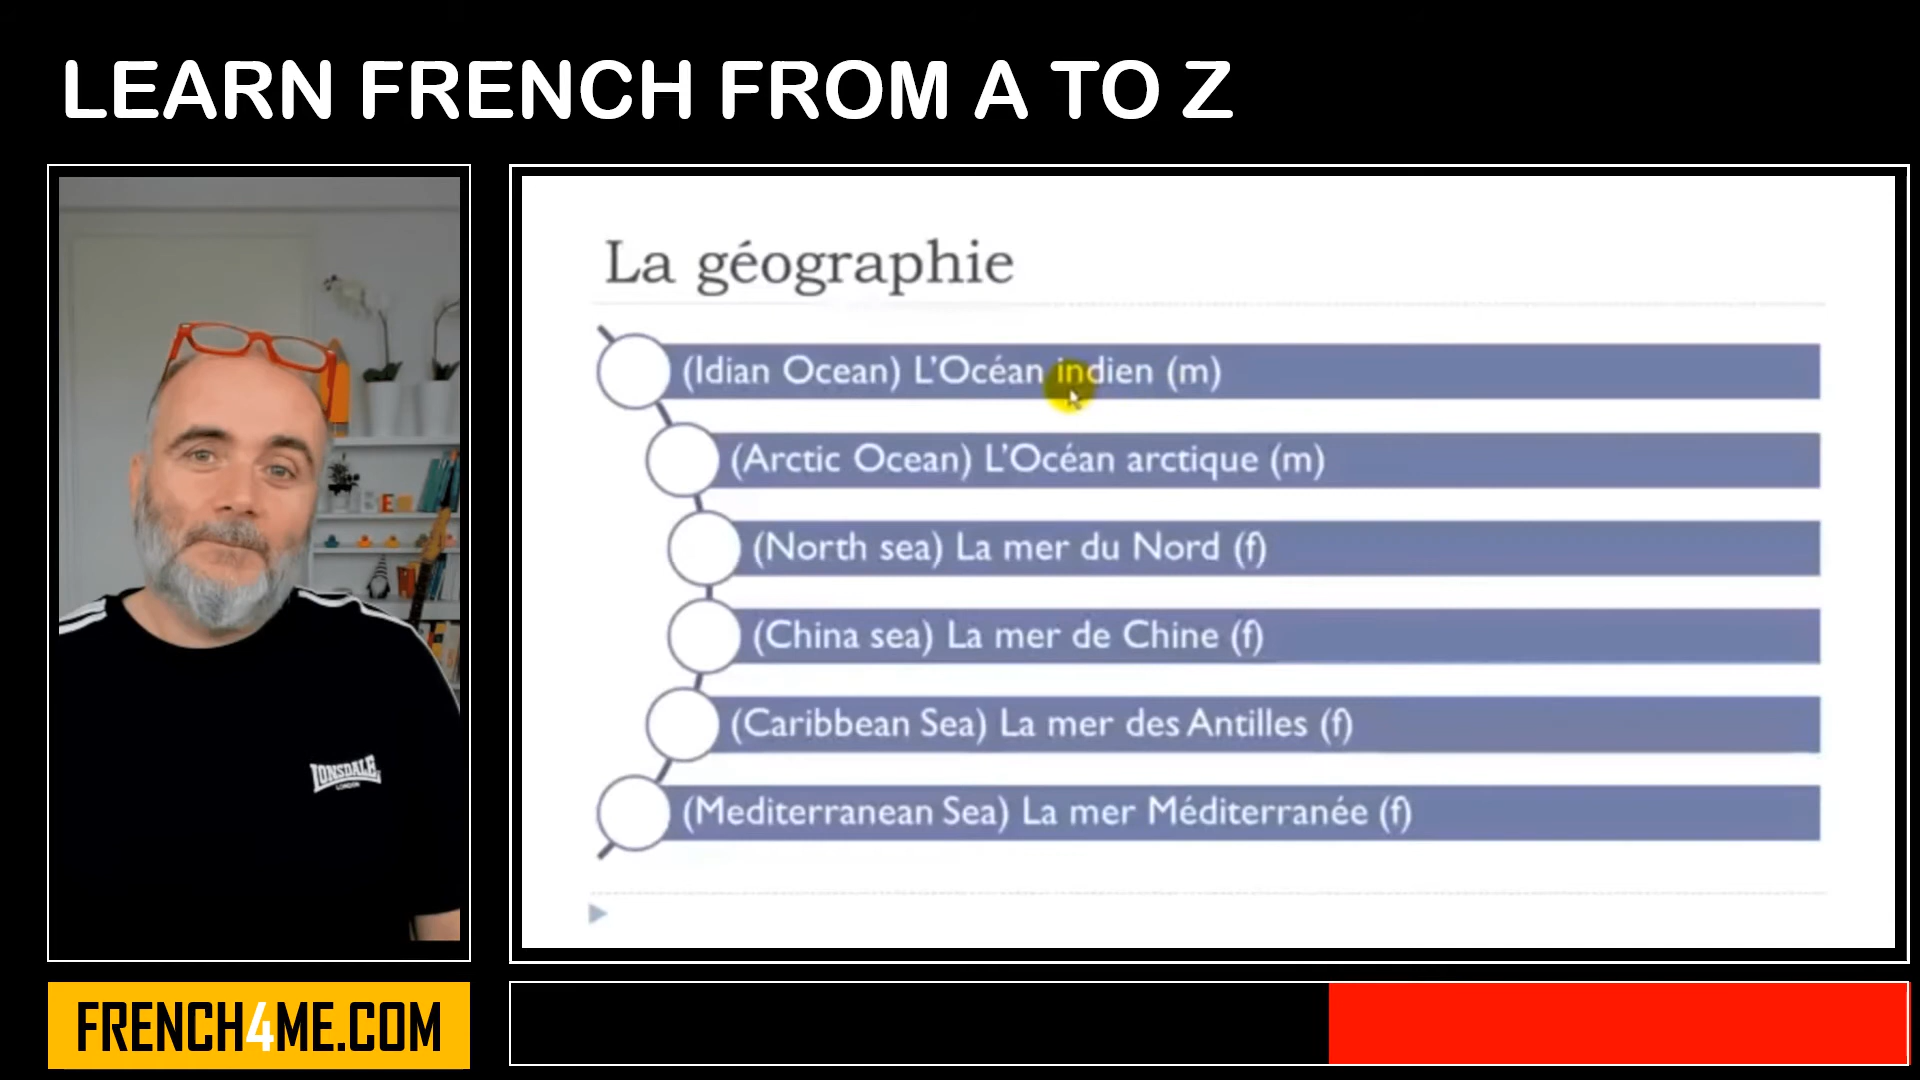 LEARN FRENCH FROM A TO Z
La géographie
(Idian Ocean) L'Océan indien (m)
(Arctic Ocean) L'Océan arctique (m)
(North sea) La mer du Nord (f)
(China sea) La mer de Chine (f)
(Caribbean Sea) La mer des Antilles (f)
(Mediterranean Sea) La mer Méditerranée (f)
LONSDALE
LONDON
FRENCH4ME.COM